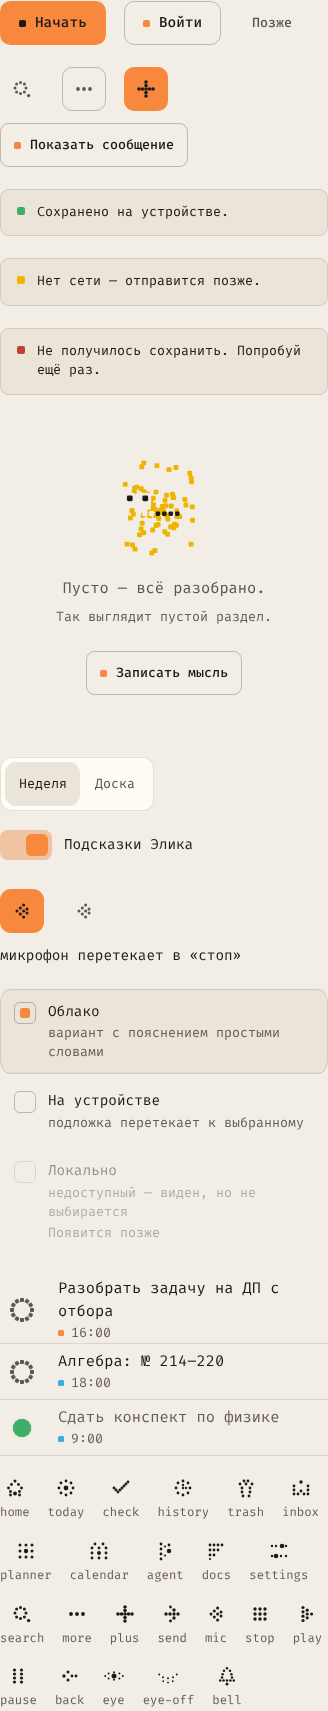 Начать Войти Позже
Показать сообщение
Сохранено на устройстве.
Нет сети — отправится позже.
Не получилось сохранить. Попробуй
ещё раз.
Пусто — всё разобрано.
Так выглядит пустой раздел.
Записать мысль
Неделя Доска
Подсказки Элика
микрофон перетекает в «стоп»
Облако
вариант с пояснением простыми
словами
На устройстве
подложка перетекает к выбранному
Локально
недоступный — виден, но не
выбирается
Появится позже
Разобрать задачу на ДП с
отбора
16:00
Алгебра: № 214–220
18:00
Сдать конспект по физике
9:00
home today check history trash inbox
planner calendar agent docs settings
search more plus send mic stop play
pause back eye eye-off bell